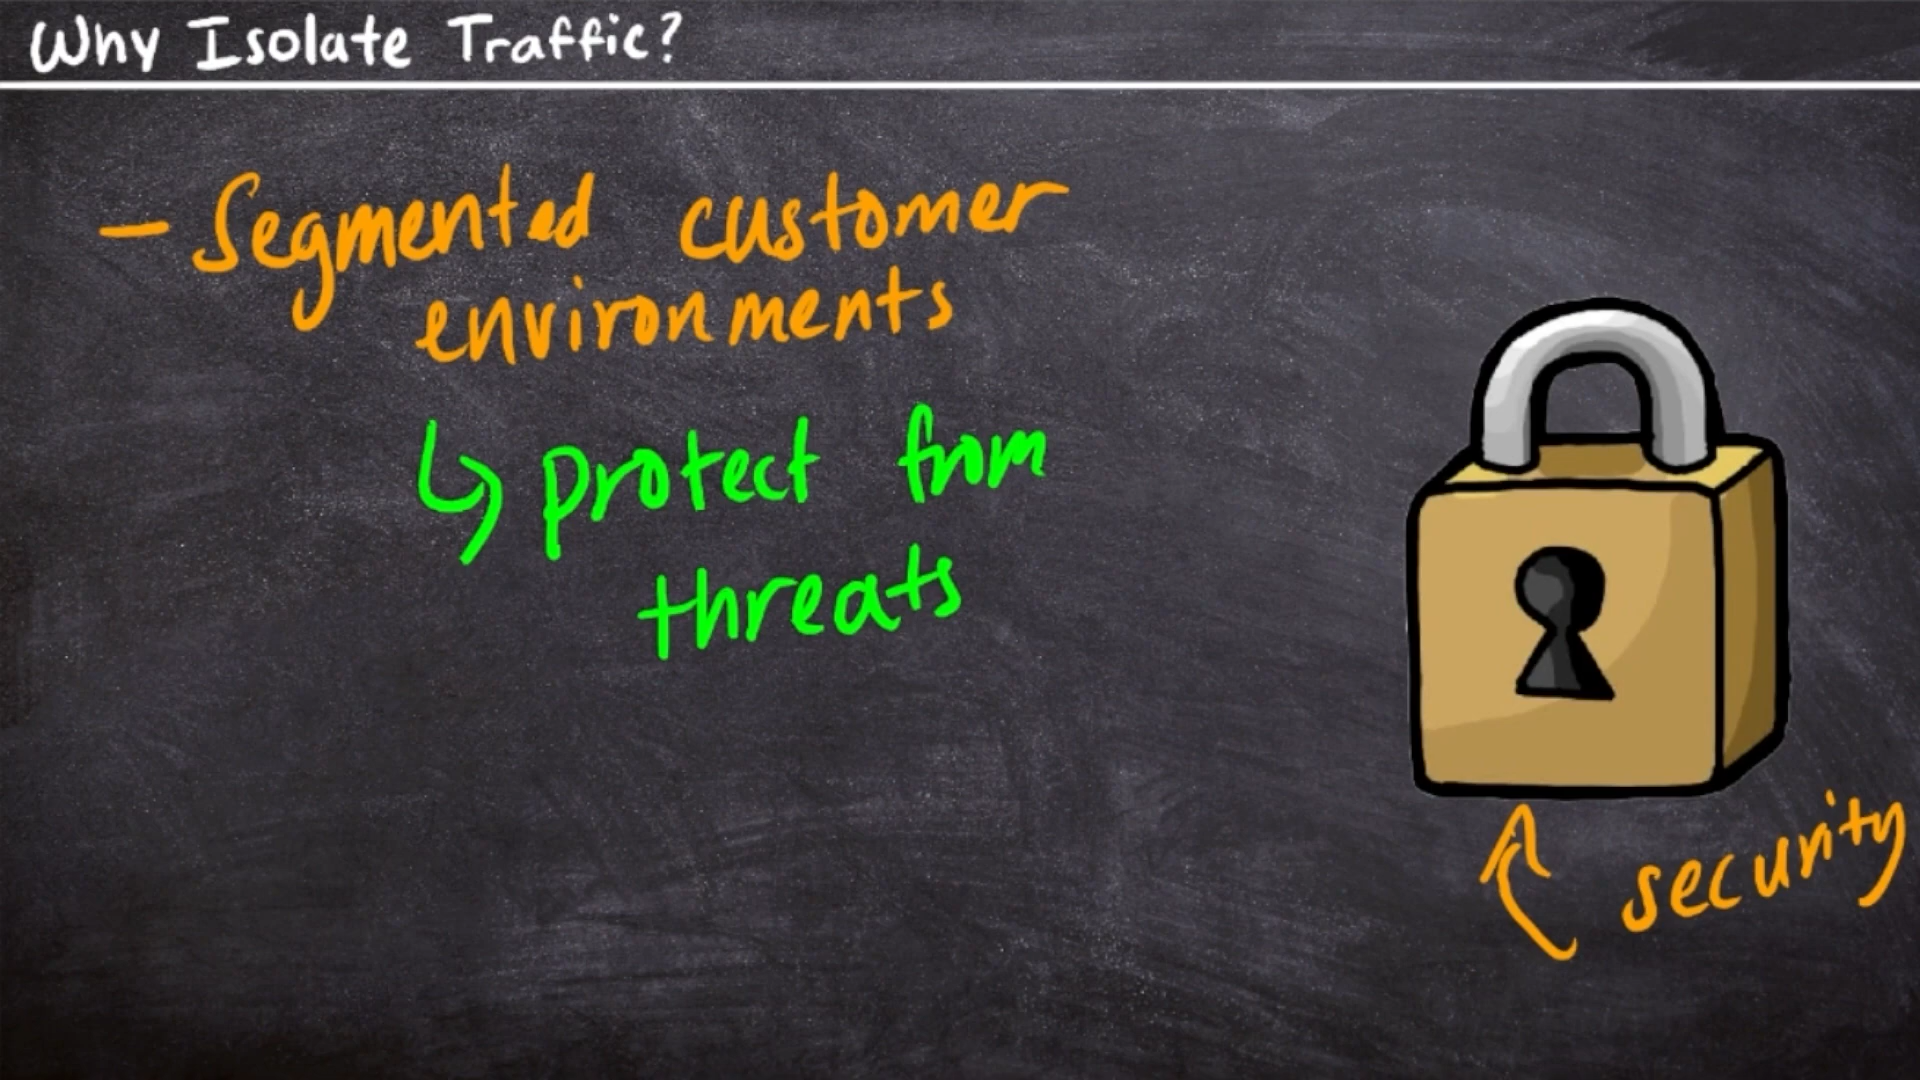 Why Isolate Traffic?
- Segmented customer
environments
↳ protect from
threats
security